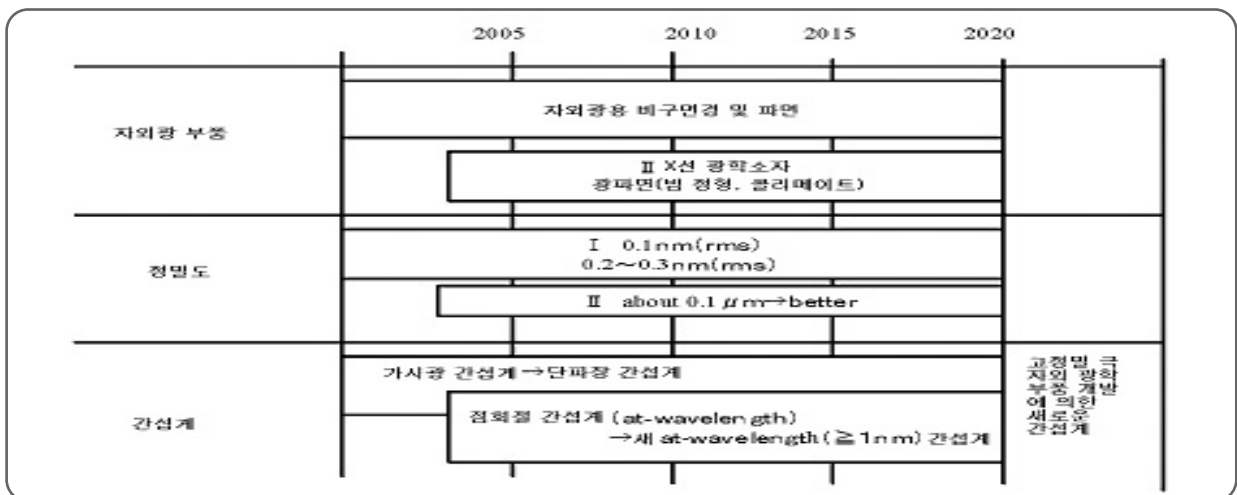 2005 2010 2015 2020
자외광 부품
자외광용 비구면경 및 파면
Ⅱ X선 광학소자
광파면(빔 정형, 콜리메이트)
정밀도
Ⅰ 0.1nm(rms)
0.2~0.3nm(rms)
Ⅱ about 0.1 μm→better
간섭계
가시광 간섭계→단파장 간섭계
점회절 간섭계 (at-wavelength)
→새 at-wavelength(≧1nm) 간섭계
고정밀 극
자외 광학
부품 개발
에 의한
새로운
간섭계